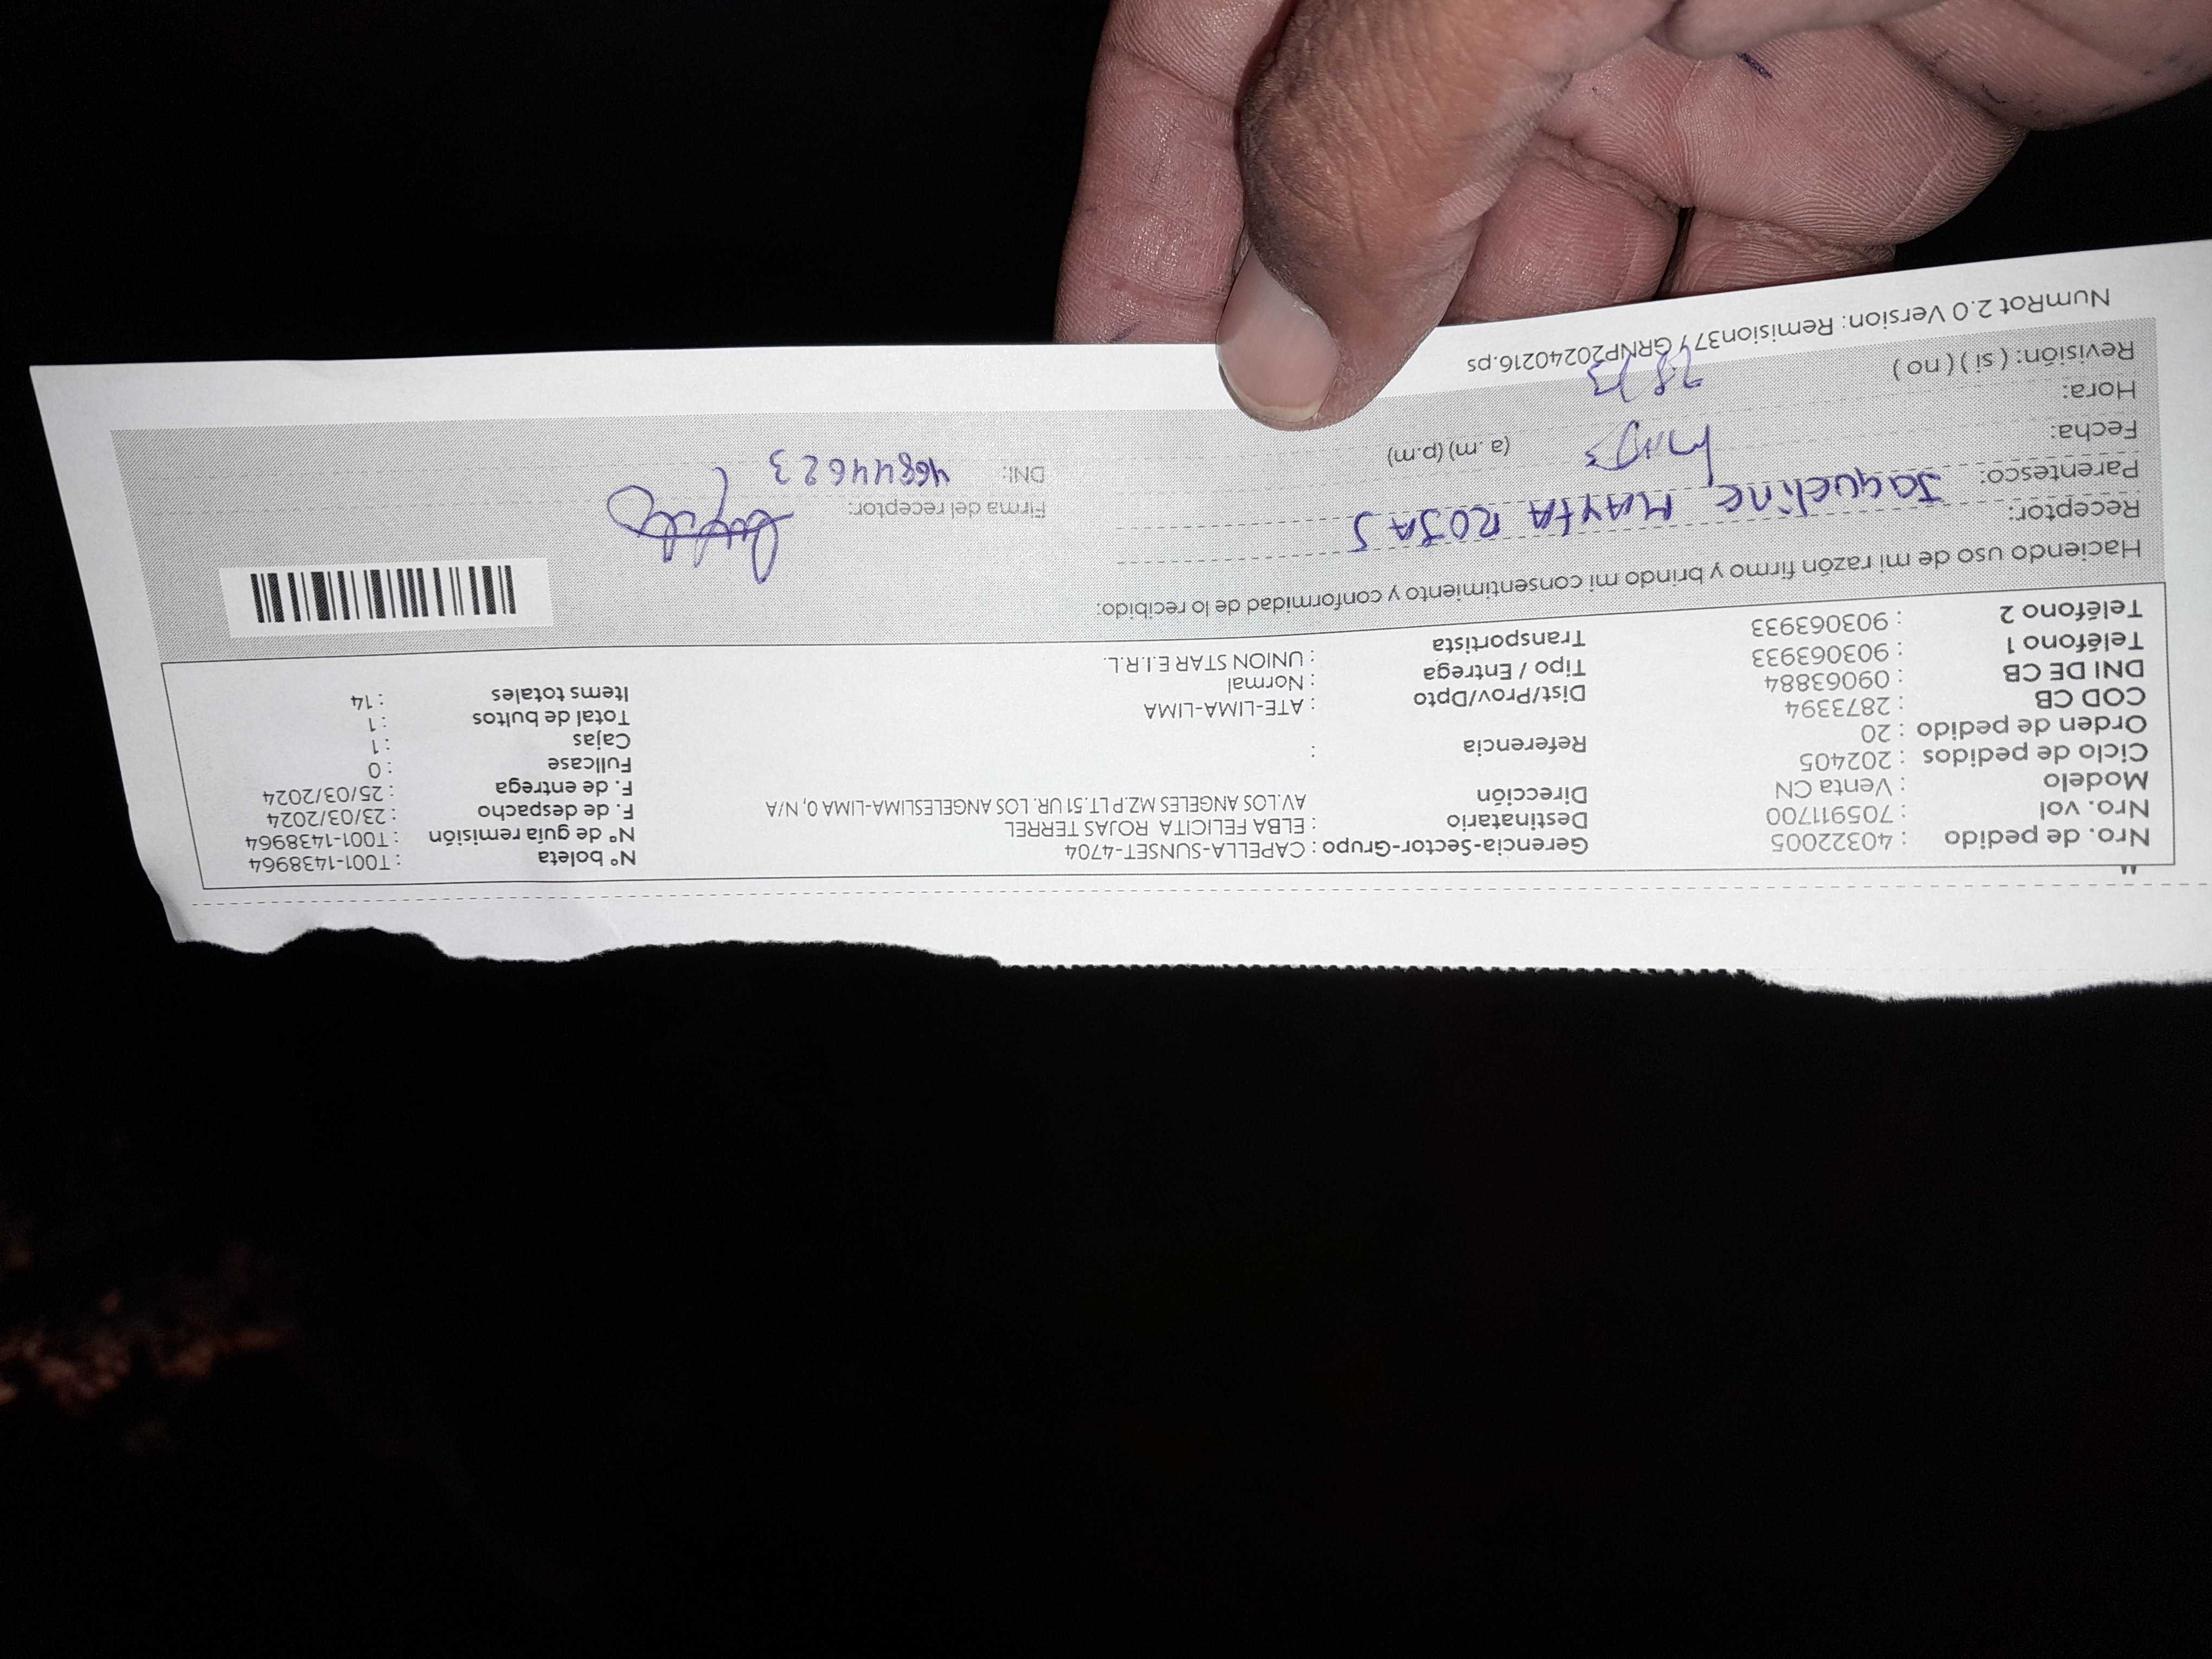 Nro. de pedido : 40322005 Gerencia-Sector-Grupo : CAPELLA-SUNSET-4704 N° boleta : T001-1438964
Nro. vol : 705911700 Destinatario : ELBA FELICITA ROJAS TERREL N° de guía remisión : T001-1438964
Modelo : Venta CN Dirección AV.LOS ANGELES MZ.P LT.51 UR. LOS ANGELESLIMA-LIMA 0, N/A F. de despacho : 23/03/2024
Ciclo de pedidos : 202405 F. de entrega : 25/03/2024
Orden de pedido : 20 Referencia : Fullcase : 0
COD CB : 2873394 Dist/Prov/Dpto : ATE-LIMA-LIMA Cajas : 1
DNI DE CB : 09063884 Tipo / Entrega : Normal Total de bultos : 1
Teléfono 1 : 903063933 Transportista : UNION STAR E.I.R.L. Items totales : 14
Teléfono 2 : 903063933
Haciendo uso de mi razón firmo y brindo mi consentimiento y conformidad de lo recibido:
Receptor: Jaqueline MAYTA ROJAS
Parentesco: Firma del receptor:
Fecha: DNI: 46844623
Hora: (a.m) (p.m)
Revisión: ( si ) ( no )
NumRot 2.0 Version: Remision37 / GRNP20240216.ps